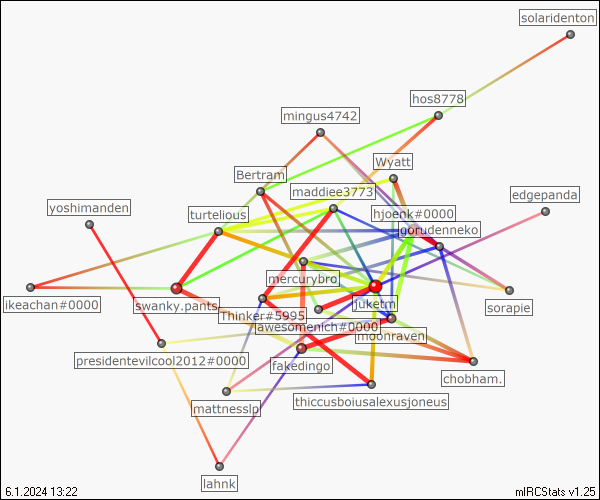 solaridenton
hos8778
mingus4742
Wyatt
Bertram
maddiee3773
edgepanda
yoshimanden
turtelious
hjoenk#0000
gorudenneko
mercurybro
ikeachan#0000
swanky.pants
juketm
sorapie
Thinker#5995
awesomenich#0000
moonraven
presidentevilcool2012#0000
fakedingo
chobham.
mattnesslp
thiccusboiusalexusjoneus
lahnk
6.1.2024 13:22
mIRCStats v1.25